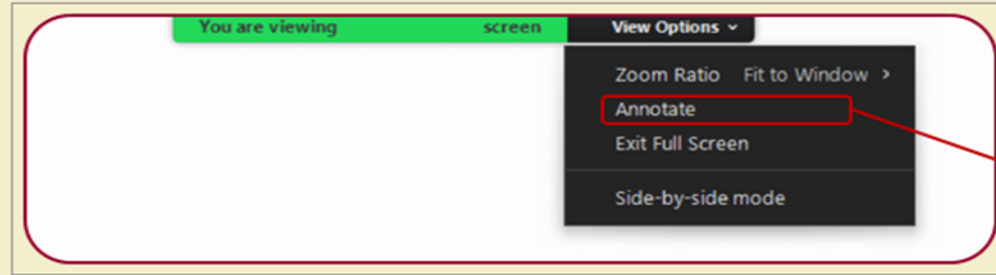 You are viewing screen View Options
Zoom Ratio Fit to Window >
Annotate
Exit Full Screen
Side-by-side mode